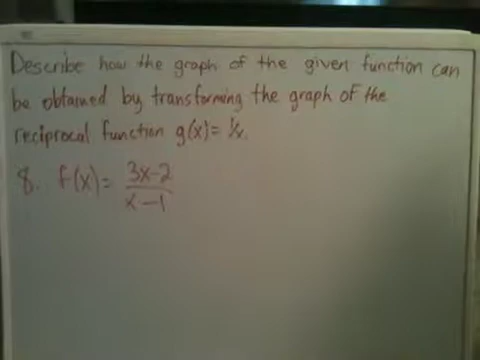 Describe how the graph of the given function can
be obtained by transforming the graph of the
reciprocal function g(x)= 1/x.
8. f(x)= 3x-2
x-1